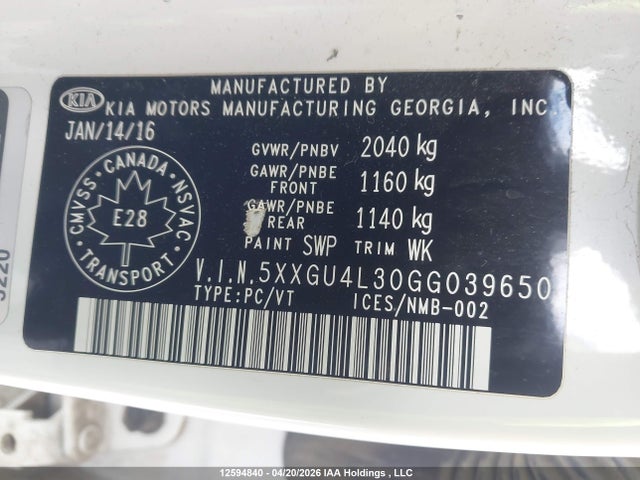 MANUFACTURED BY
KIA KIA MOTORS MANUFACTURING GEORGIA, INC.
JAN/14/16
GVWR/PNBV 2040 kg
GAWR/PNBE FRONT 1160 kg
GAWR/PNBE REAR 1140 kg
PAINT SWP TRIM WK
CANADA
CMVSS NSVAC
E28
TRANSPORT
V.I.N. 5XXGU4L30GG039650
TYPE:PC/VT ICES/NMB-002
12594840 - 04/20/2026 IAA Holdings , LLC